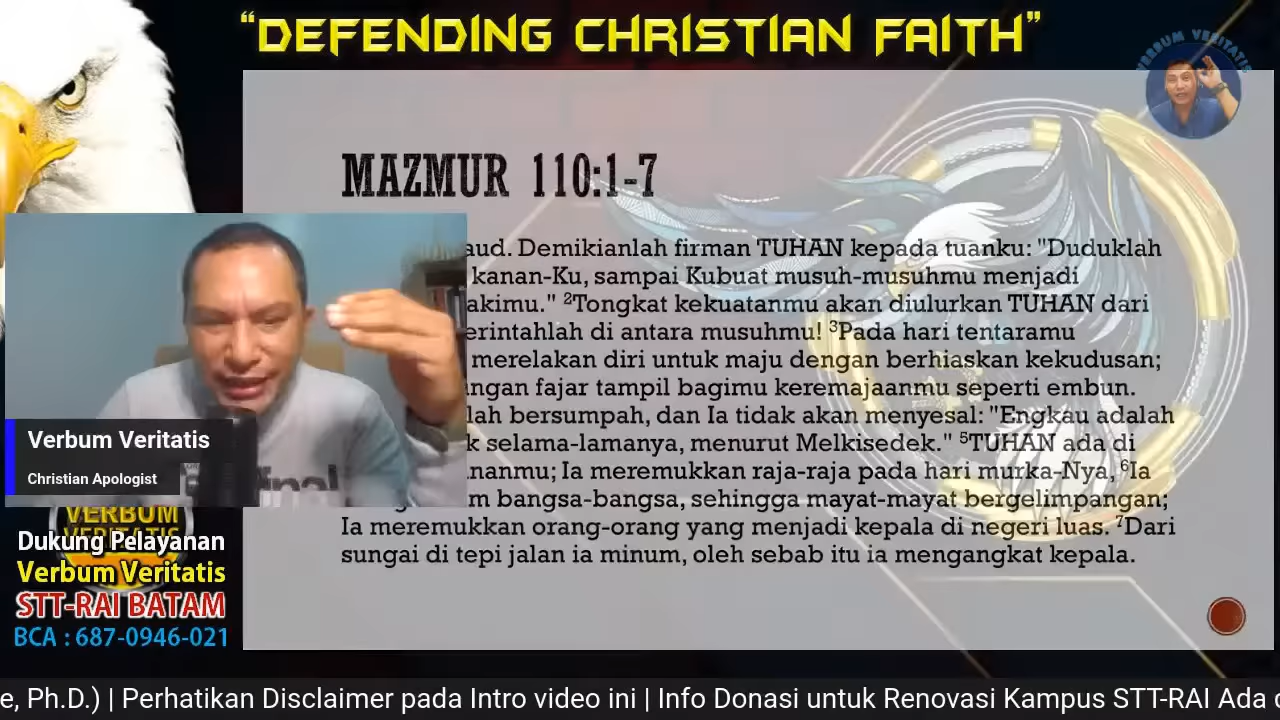 "DEFENDING CHRISTIAN FAITH"
VERBUM VERITATIS
MAZMUR 110:1-7
aud. Demikianlah firman TUHAN kepada tuanku: "Duduklah
kanan-Ku, sampai Kubuat musuh-musuhmu menjadi
akimu." ²Tongkat kekuatanmu akan diulurkan TUHAN dari
erintahlah di antara musuhmu! ³Pada hari tentaramu
merelakan diri untuk maju dengan berhiaskan kekudusan;
ngan fajar tampil bagimu keremajaanmu seperti embun.
lah bersumpah, dan Ia tidak akan menyesal: "Engkau adalah
k selama-lamanya, menurut Melkisedek." ⁵TUHAN ada di
nanmu; Ia meremukkan raja-raja pada hari murka-Nya, ⁶Ia
m bangsa-bangsa, sehingga mayat-mayat bergelimpangan;
Ia meremukkan orang-orang yang menjadi kepala di negeri luas. ⁷Dari
sungai di tepi jalan ia minum, oleh sebab itu ia mengangkat kepala.
Verbum Veritatis
Christian Apologist
VERBUM
VERITATIS
Dukung Pelayanan
Verbum Veritatis
STT-RAI BATAM
BCA : 687-0946-021
e, Ph.D.) | Perhatikan Disclaimer pada Intro video ini | Info Donasi untuk Renovasi Kampus STT-RAI Ada